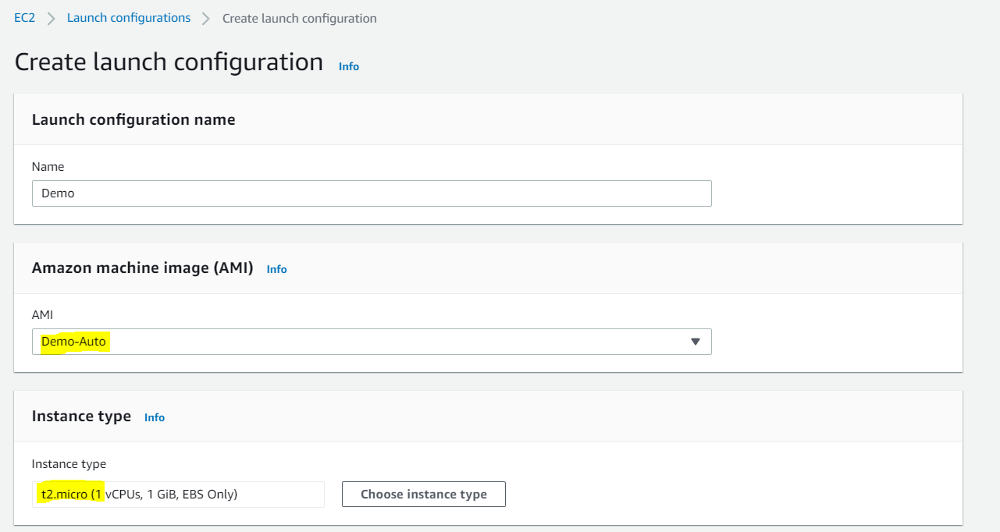 EC2 Launch configurations Create launch configuration
Create launch configuration Info
Launch configuration name
Name
Demo
Amazon machine image (AMI) Info
AMI
Demo-Auto
Instance type Info
Instance type
t2.micro (1 vCPUs, 1 GiB, EBS Only) Choose instance type